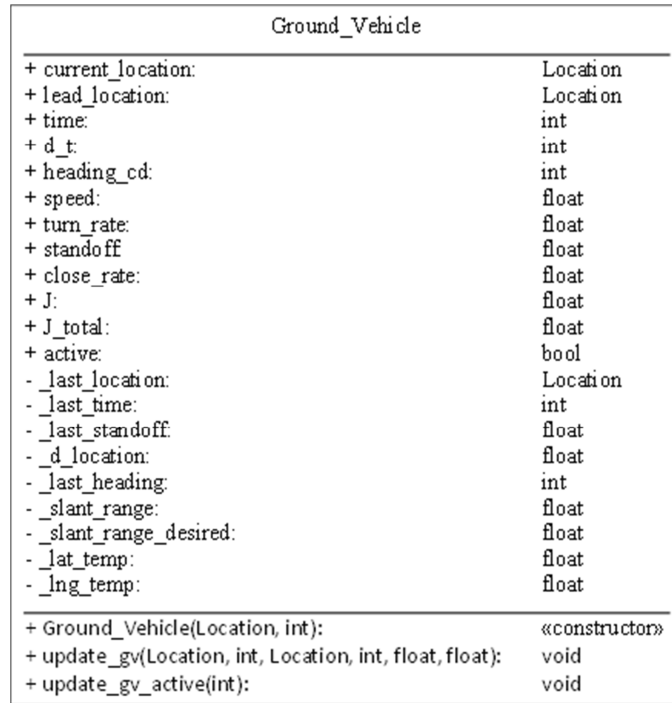 Ground_Vehicle
+ current_location: Location
+ lead_location: Location
+ time: int
+ d_t: int
+ heading_cd: int
+ speed: float
+ turn_rate: float
+ standoff float
+ close_rate: float
+ J: float
+ J_total: float
+ active: bool
- _last_location: Location
- _last_time: int
- _last_standoff: float
- _d_location: float
- _last_heading: int
- _slant_range: float
- _slant_range_desired: float
- _lat_temp: float
- _lng_temp: float
+ Ground_Vehicle(Location, int): «constructor»
+ update_gv(Location, int, Location, int, float, float): void
+ update_gv_active(int): void